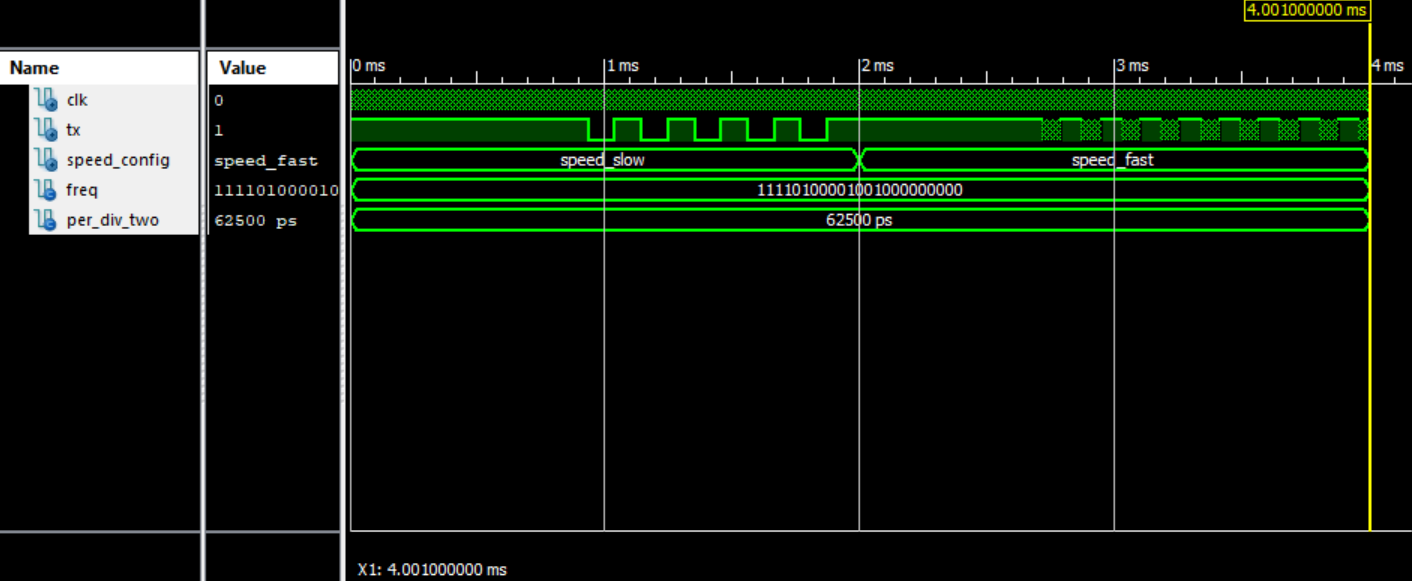 4.001000000 ms
Name Value 0 ms 1 ms 2 ms 3 ms 4 ms
clk 0
tx 1
speed_config speed_fast speed_slow speed_fast
freq 111101000010 11110100001001000000000
per_div_two 62500 ps 62500 ps
X1: 4.001000000 ms